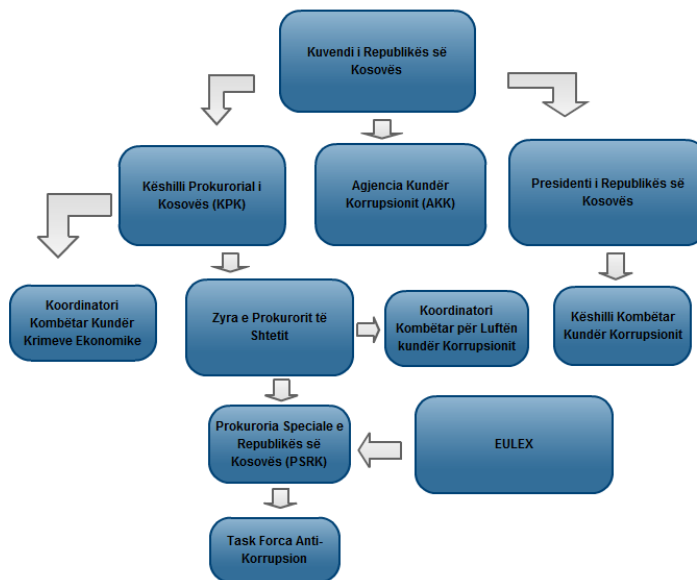 Kuvendi i Republikës së
Kosovës
Këshilli Prokurorial i
Kosovës (KPK)
Agjencia Kundër
Korrupsionit (AKK)
Presidenti i Republikës së
Kosovës
Koordinatori
Kombëtar Kundër
Krimeve Ekonomike
Zyra e Prokurorit të
Shtetit
Koordinatori
Kombëtar për Luftën
kundër Korrupsionit
Këshilli Kombëtar
Kundër Korrupsionit
Prokuroria Speciale e
Republikës së
Kosovës (PSRK)
EULEX
Task Forca Anti-
Korrupsion